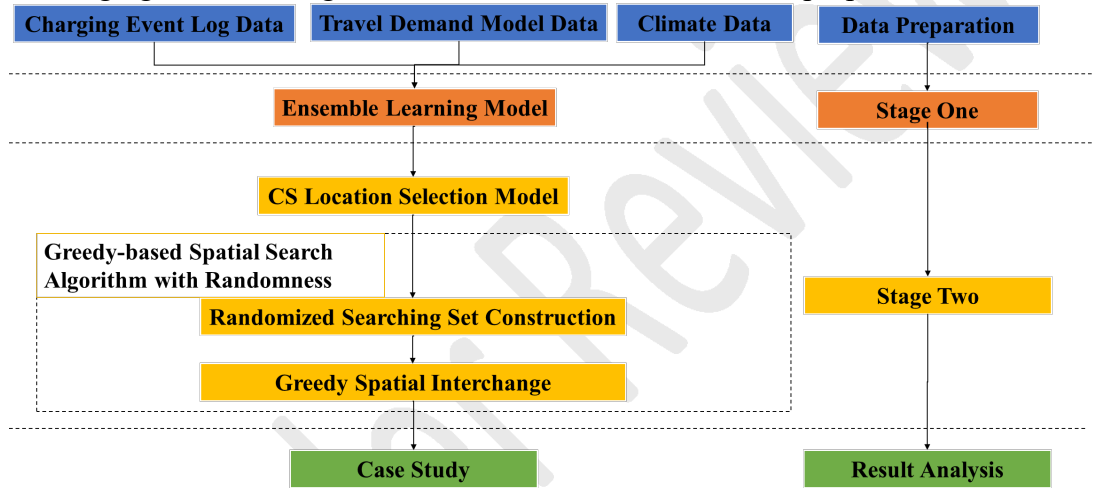 Charging Event Log Data
Travel Demand Model Data
Climate Data
Data Preparation
Ensemble Learning Model
Stage One
CS Location Selection Model
Greedy-based Spatial Search
Algorithm with Randomness
Randomized Searching Set Construction
Stage Two
Greedy Spatial Interchange
Case Study
Result Analysis